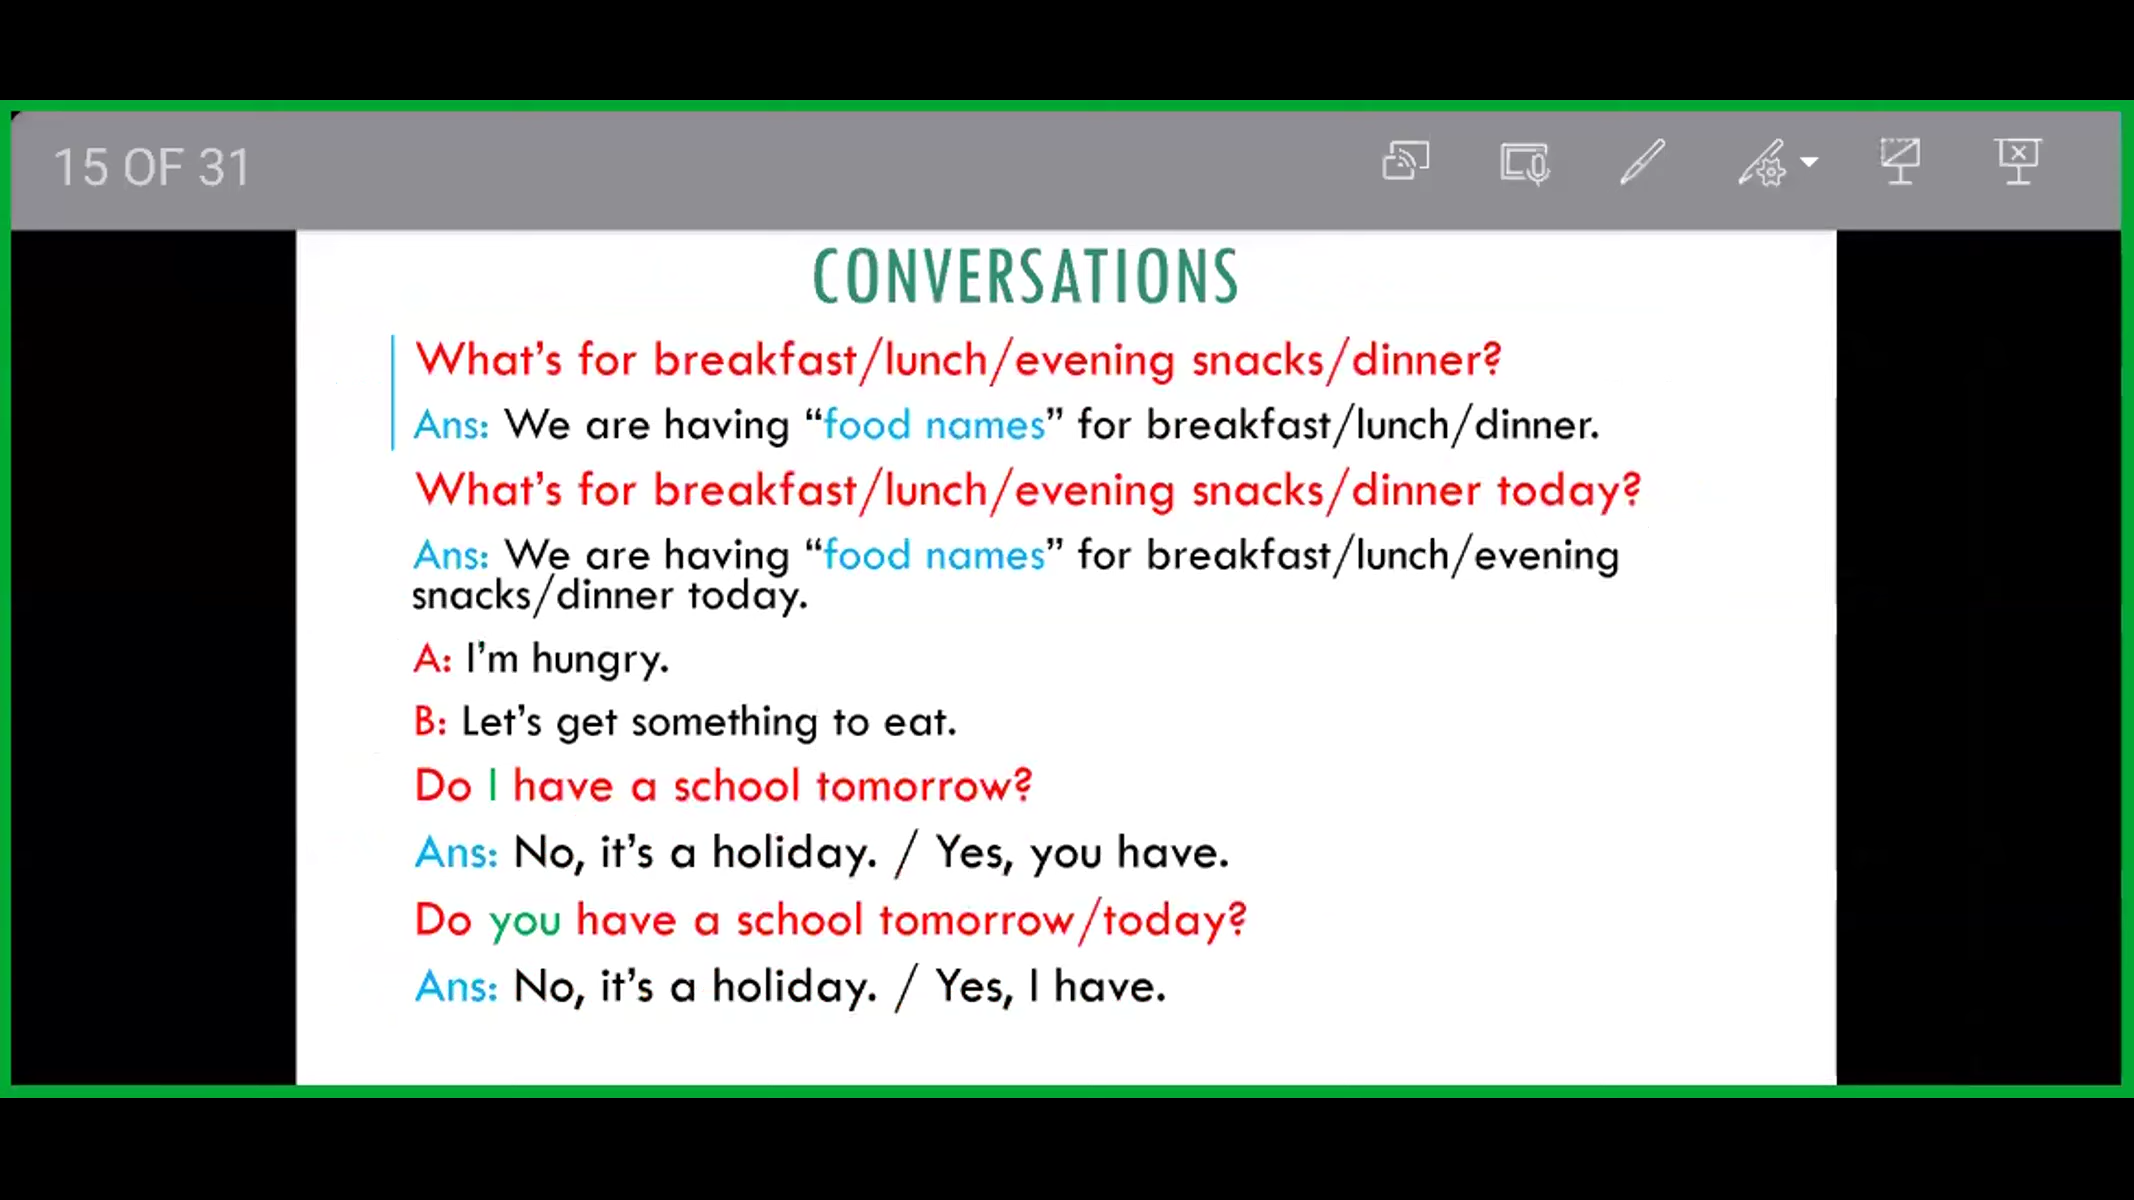 15 OF 31
CONVERSATIONS
What's for breakfast/lunch/evening snacks/dinner?
Ans: We are having “food names” for breakfast/lunch/dinner.
What's for breakfast/lunch/evening snacks/dinner today?
Ans: We are having “food names” for breakfast/lunch/evening
snacks/dinner today.
A: I'm hungry.
B: Let's get something to eat.
Do I have a school tomorrow?
Ans: No, it's a holiday. / Yes, you have.
Do you have a school tomorrow/today?
Ans: No, it's a holiday. / Yes, I have.